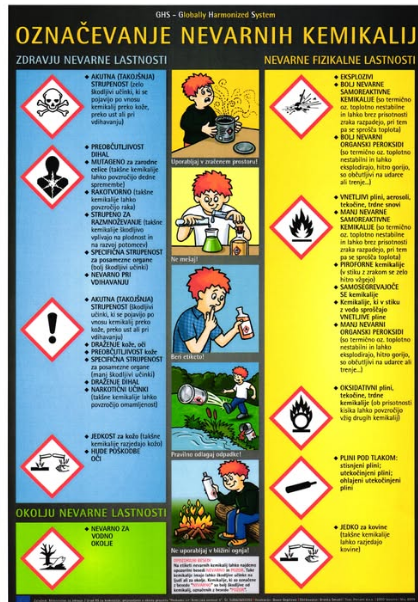 GHS - Globally Harmonized System
OZNAČEVANJE NEVARNIH KEMIKALIJ
ZDRAVJU NEVARNE LASTNOSTI
AKUTNA (TAKOJŠNJA)
STRUPENOST (zelo
škodljivi učinki, ki se
pojavijo po vnosu
kemikalij preko kože,
preko ust ali pri
vdihavanju)
PREOBČUTLJIVOST
DIHAL
MUTAGENO za zarodne
celice (takšne kemikalije
lahko povzročijo dedne
spremembe)
RAKOTVORNO (takšne
kemikalije lahko
povzročijo raka)
STRUPENO ZA
RAZMNOŽEVANJE (takšne
kemikalije škodljivo
vplivajo na plodnost in
na razvoj potomcev)
SPECIFIČNA STRUPENOST
za posamezne organe
(bolj škodljivi učinki)
NEVARNO PRI
VDIHAVANJU
AKUTNA (TAKOJŠNJA)
STRUPENOST (škodljivi
učinki, ki se pojavijo po
vnosu kemikalij preko
kože, preko ust ali pri
vdihavanju)
DRAŽENJE kože, oči
PREOBČUTLJIVOST kože
SPECIFIČNA STRUPENOST
za posamezne organe
(manj škodljivi učinki)
DRAŽENJE DIHAL
NARKOTIČNI UČINKI
(takšne kemikalije lahko
povzročijo omamljenost)
JEDKOST za kožo (takšne
kemikalije razjedajo kožo)
HUDE POŠKODBE
OČI
OKOLJU NEVARNE LASTNOSTI
NEVARNO ZA
VODNO
OKOLJE
Uporabljaj v zračenem prostoru!
Ne mešaj!
Brez etikete!
Pravilno odlagaj odpadke!
Ne uporabljaj v bližini ognja!
NEVARNE FIZIKALNE LASTNOSTI
EKSPLOZIVI
BOLJ NEVARNE
SAMOREAKTIVNE
KEMIKALIJE (so termično
oz. toplotno nestabilne
in lahko brez prisotnosti
zraka razpadejo, pri tem
pa se sprošča toplota)
BOLJ NEVARNI
ORGANSKI PEROKSIDI
(so termično oz. toplotno
nestabilni in lahko
eksplodirajo, hitro gorijo,
so občutljivi na udarce
ali trenje...)
VNETLJIVI plini, aerosoli,
tekočine, trdne snovi
MANJ NEVARNE
SAMOREAKTIVNE
KEMIKALIJE (so termično
oz. toplotno nestabilne
in lahko brez prisotnosti
zraka razpadejo, pri tem
pa se sprošča toplota)
PIROFORNE kemikalije
(v stiku z zrakom se zelo
hitro vžgejo)
SAMOSEGREVAJOČE
SE kemikalije
Kemikalije, ki v stiku
z vodo sproščajo
VNETLJIVE pline
MANJ NEVARNI
ORGANSKI PEROKSIDI
(so termično oz. toplotno
nestabilni in lahko
eksplodirajo, hitro gorijo,
so občutljivi na udarce
ali trenje...)
OKSIDATIVNI plini,
tekočine, trdne
kemikalije (ob prisotnosti
kisika lahko povzročijo
vžig drugih kemikalij)
PLINI POD TLAKOM:
stisnjeni plini;
utekočinjeni plini;
ohlajeni utekočinjeni
plini
JEDKO za kovine
(takšne kemikalije
lahko razjedajo
kovine)